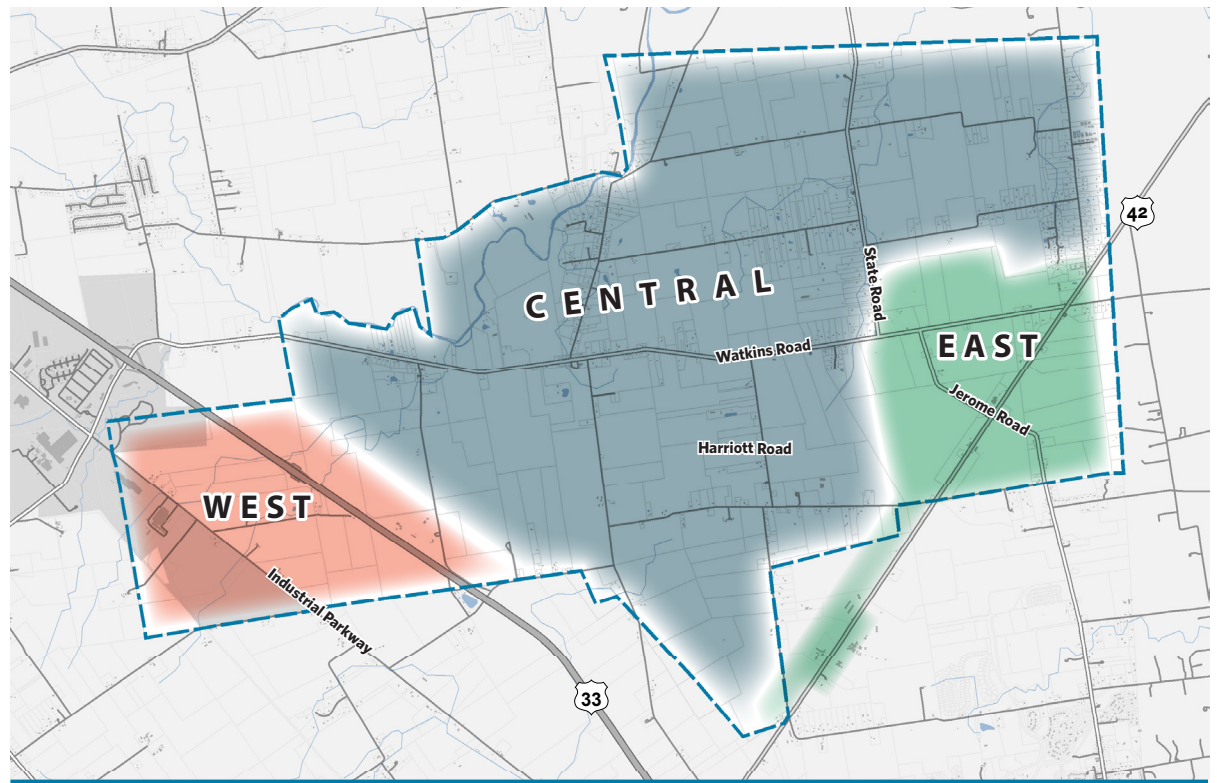 42
State Road
CENTRAL
Watkins Road
EAST
Jerome Road
Harriott Road
WEST
Industrial Parkway
33